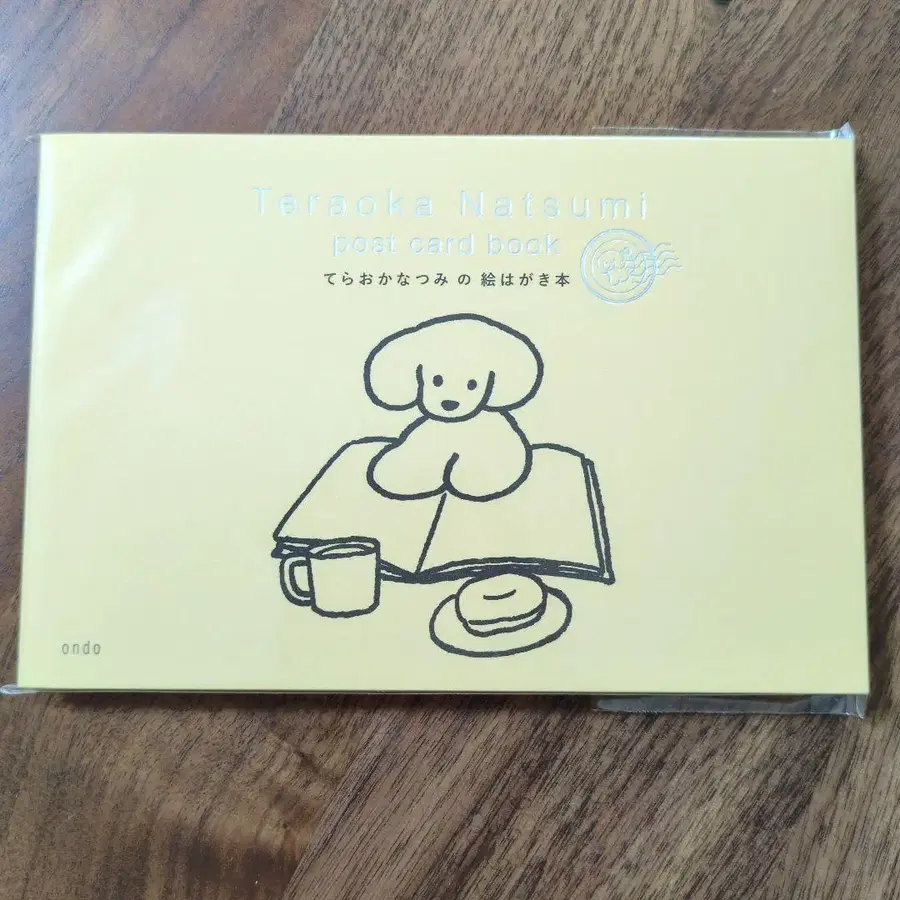 Teraoka Natsumi
post card book
てらおかなつみ の 絵はがき本
ondo